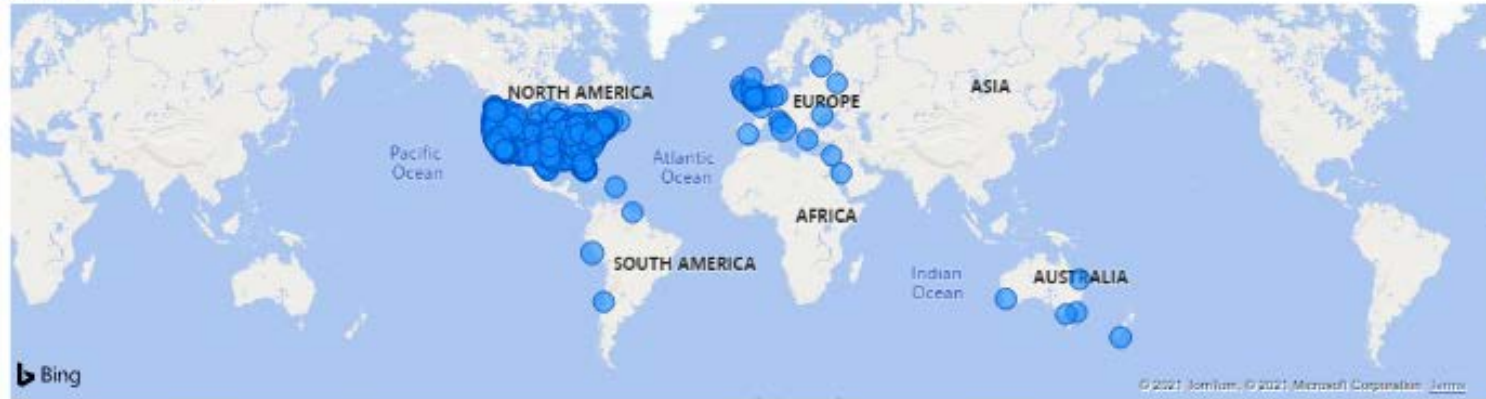 NORTH AMERICA
EUROPE
ASIA
Pacific
Ocean
Atlantic
Ocean
AFRICA
SOUTH AMERICA
Indian
Ocean
AUSTRALIA
Bing
© 2021 TomTom, © 2021 Microsoft Corporation Terms